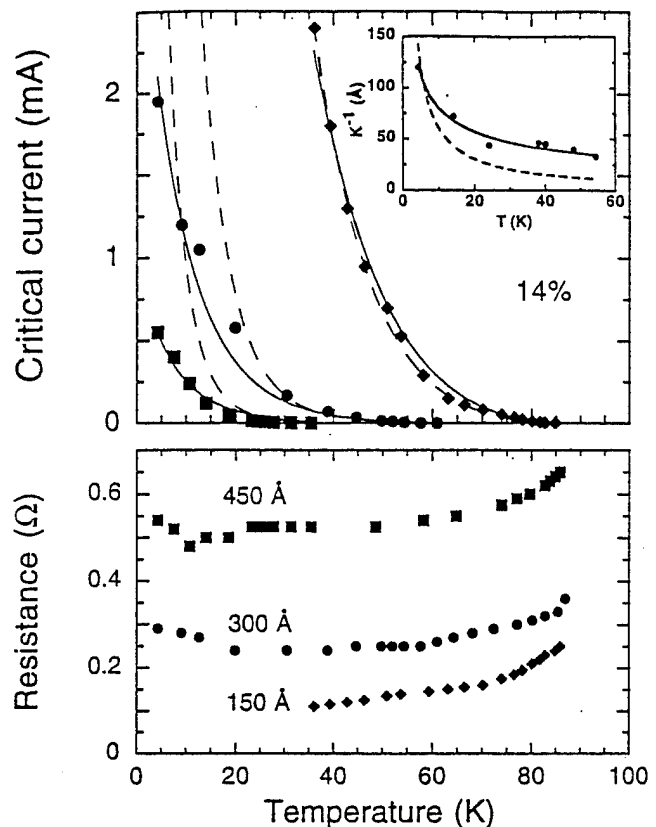 Critical current (mA)
2
1
0
K⁻¹ (Å)
150
100
50
0
0 20 40 60
T (K)
14%
Resistance (Ω)
0.6
0.4
0.2
0
450 Å
300 Å
150 Å
0 20 40 60 80 100
Temperature (K)